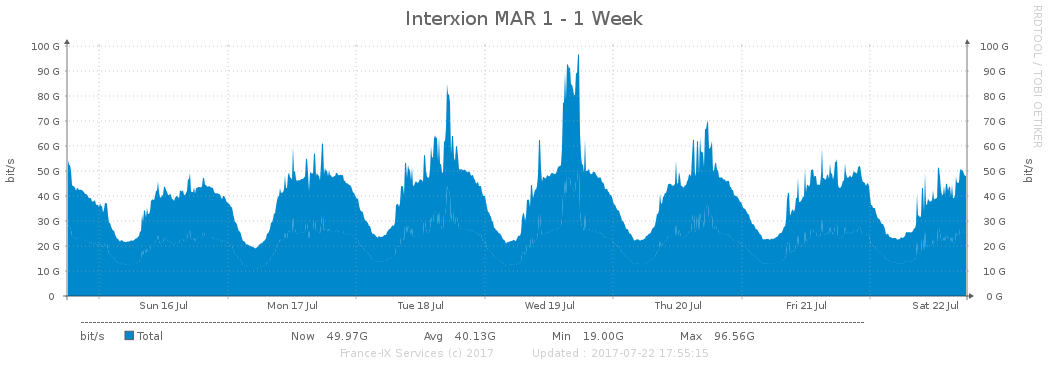 Interxion MAR 1 - 1 Week
RRDTOOL / TOBI OETIKER
bit/s
100 G 100 G
90 G 90 G
80 G 80 G
70 G 70 G
60 G 60 G
50 G 50 G
40 G 40 G
30 G 30 G
20 G 20 G
10 G 10 G
0 0 G
bit/s
Sun 16 Jul Mon 17 Jul Tue 18 Jul Wed 19 Jul Thu 20 Jul Fri 21 Jul Sat 22 Jul
bit/s Total Now 49.97G Avg 40.13G Min 19.00G Max 96.56G
France-IX Services (c) 2017 Updated : 2017-07-22 17:55:15